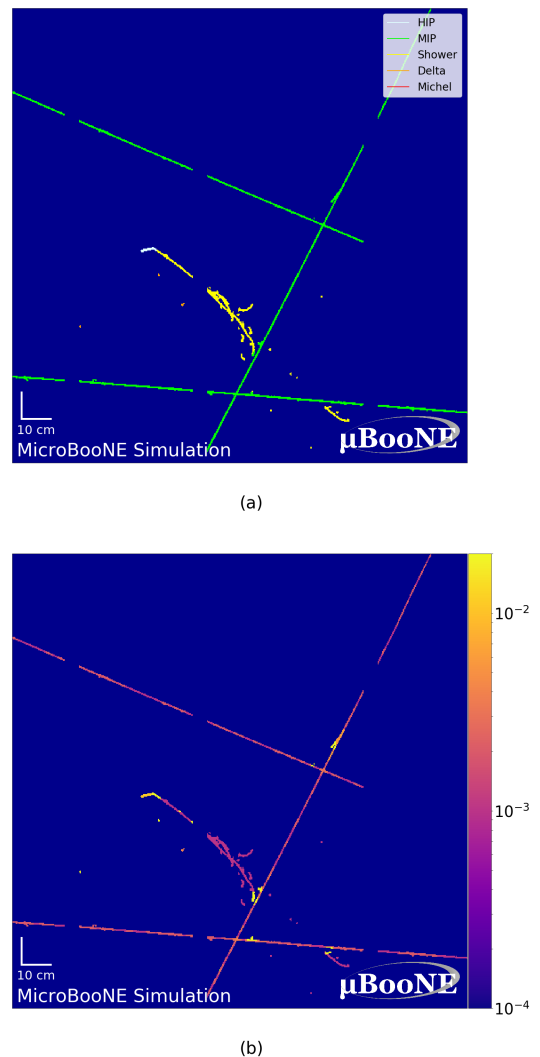 HIP
MIP
Shower
Delta
Michel
10 cm
MicroBooNE Simulation
μBooNE
(a)
10⁻²
10⁻³
10⁻⁴
10 cm
MicroBooNE Simulation
μBooNE
(b)